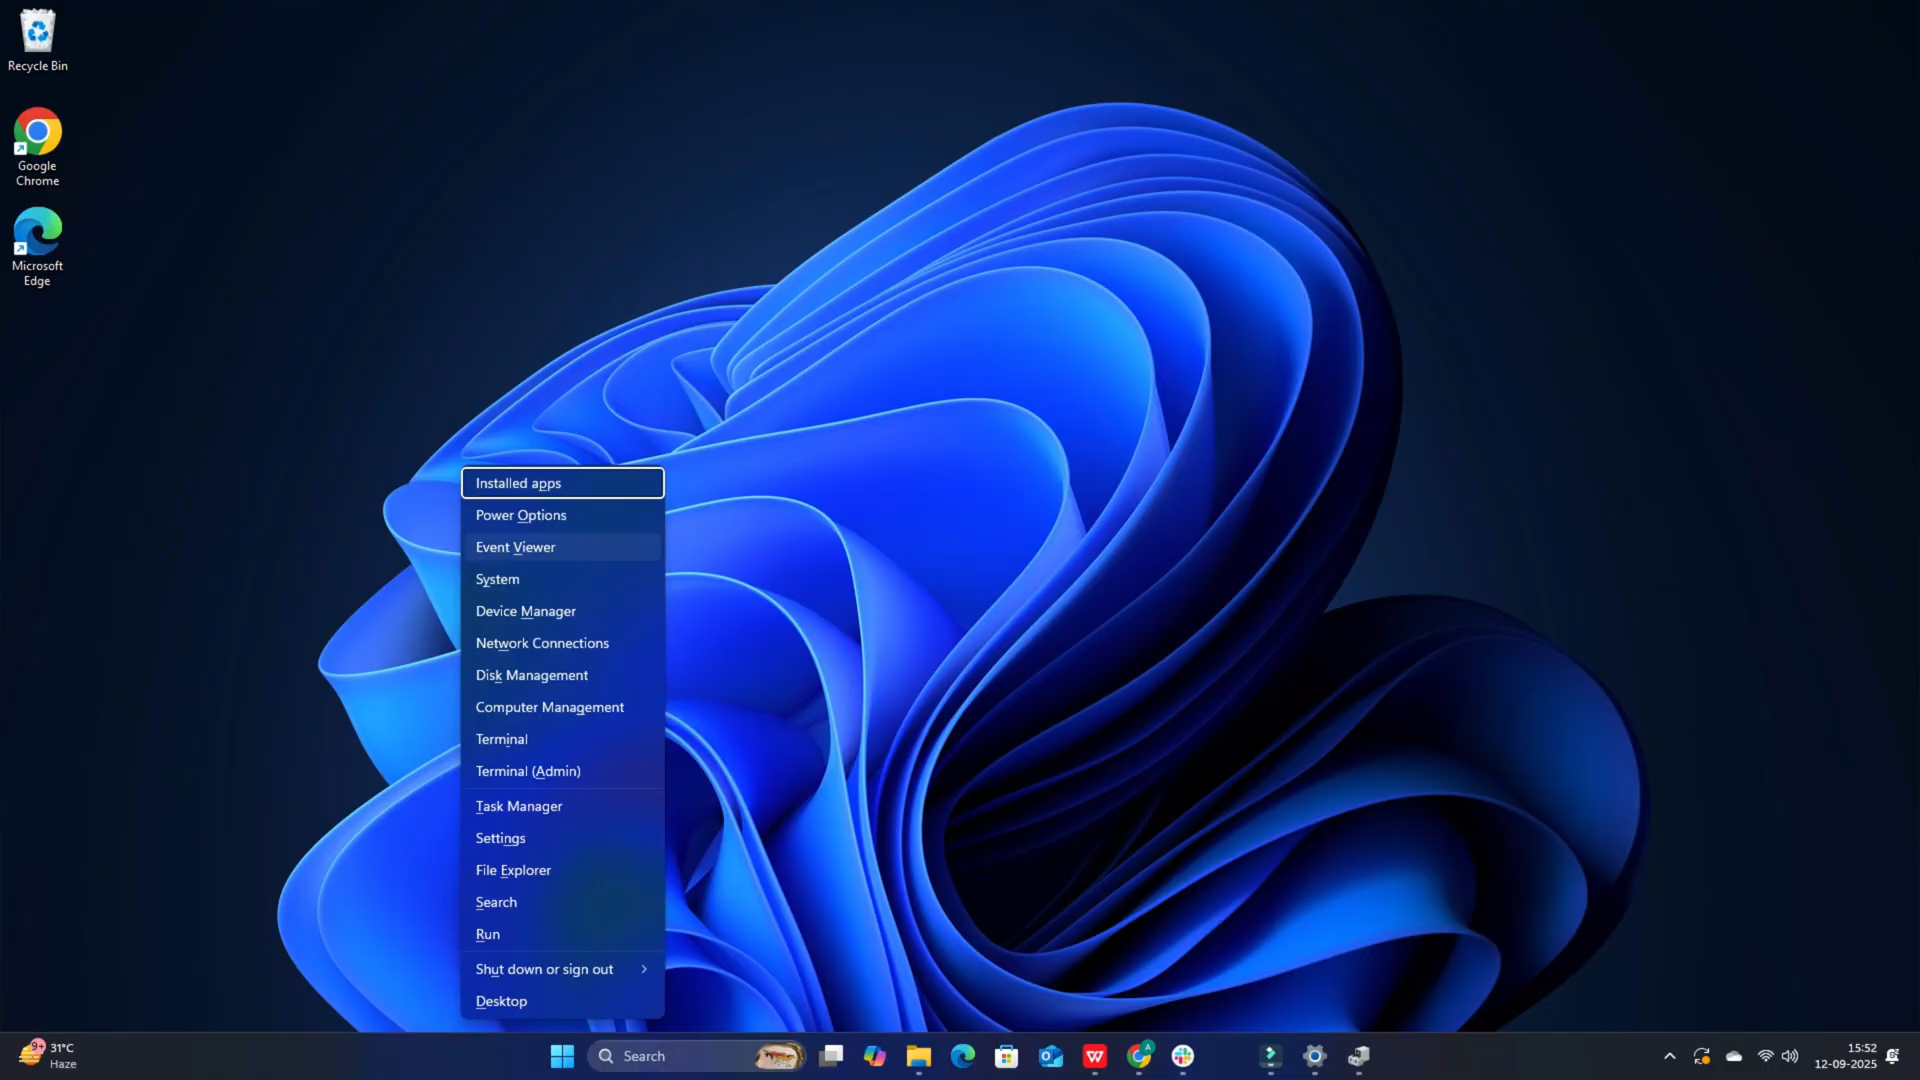 Recycle Bin
Google
Chrome
Microsoft
Edge
Installed apps
Power Options
Event Viewer
System
Device Manager
Network Connections
Disk Management
Computer Management
Terminal
Terminal (Admin)
Task Manager
Settings
File Explorer
Search
Run
Shut down or sign out
Desktop
9+
31°C
Haze
Search
A
15:52
12-09-2025